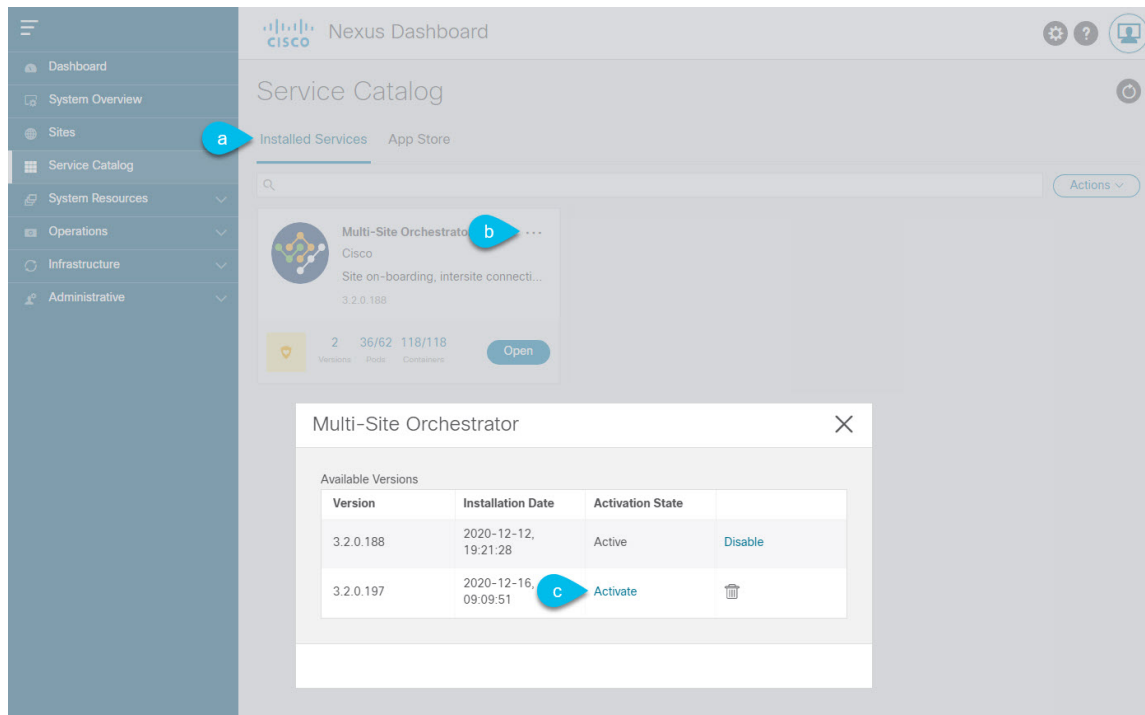 CISCO
Nexus Dashboard
?
Dashboard
System Overview
Sites
Service Catalog
System Resources
Operations
Infrastructure
Administrative
Service Catalog
a
Installed Services
App Store
Actions
Multi-Site Orchestrato
b
...
Cisco
Site on-boarding, intersite connecti...
3.2.0.188
2 36/62 118/118
Versions Pods Containers
Open
Multi-Site Orchestrator
Available Versions
Version Installation Date Activation State
3.2.0.188 2020-12-12, Active Disable
19:21:28
3.2.0.197 2020-12-16, c Activate
09:09:51